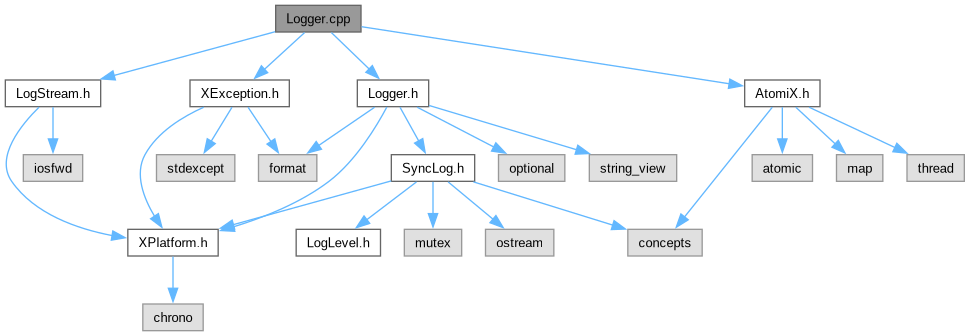 Logger.cpp
LogStream.h
XException.h
Logger.h
AtomiX.h
iosfwd
stdexcept
format
SyncLog.h
optional
string_view
atomic
map
thread
XPlatform.h
LogLevel.h
mutex
ostream
concepts
chrono